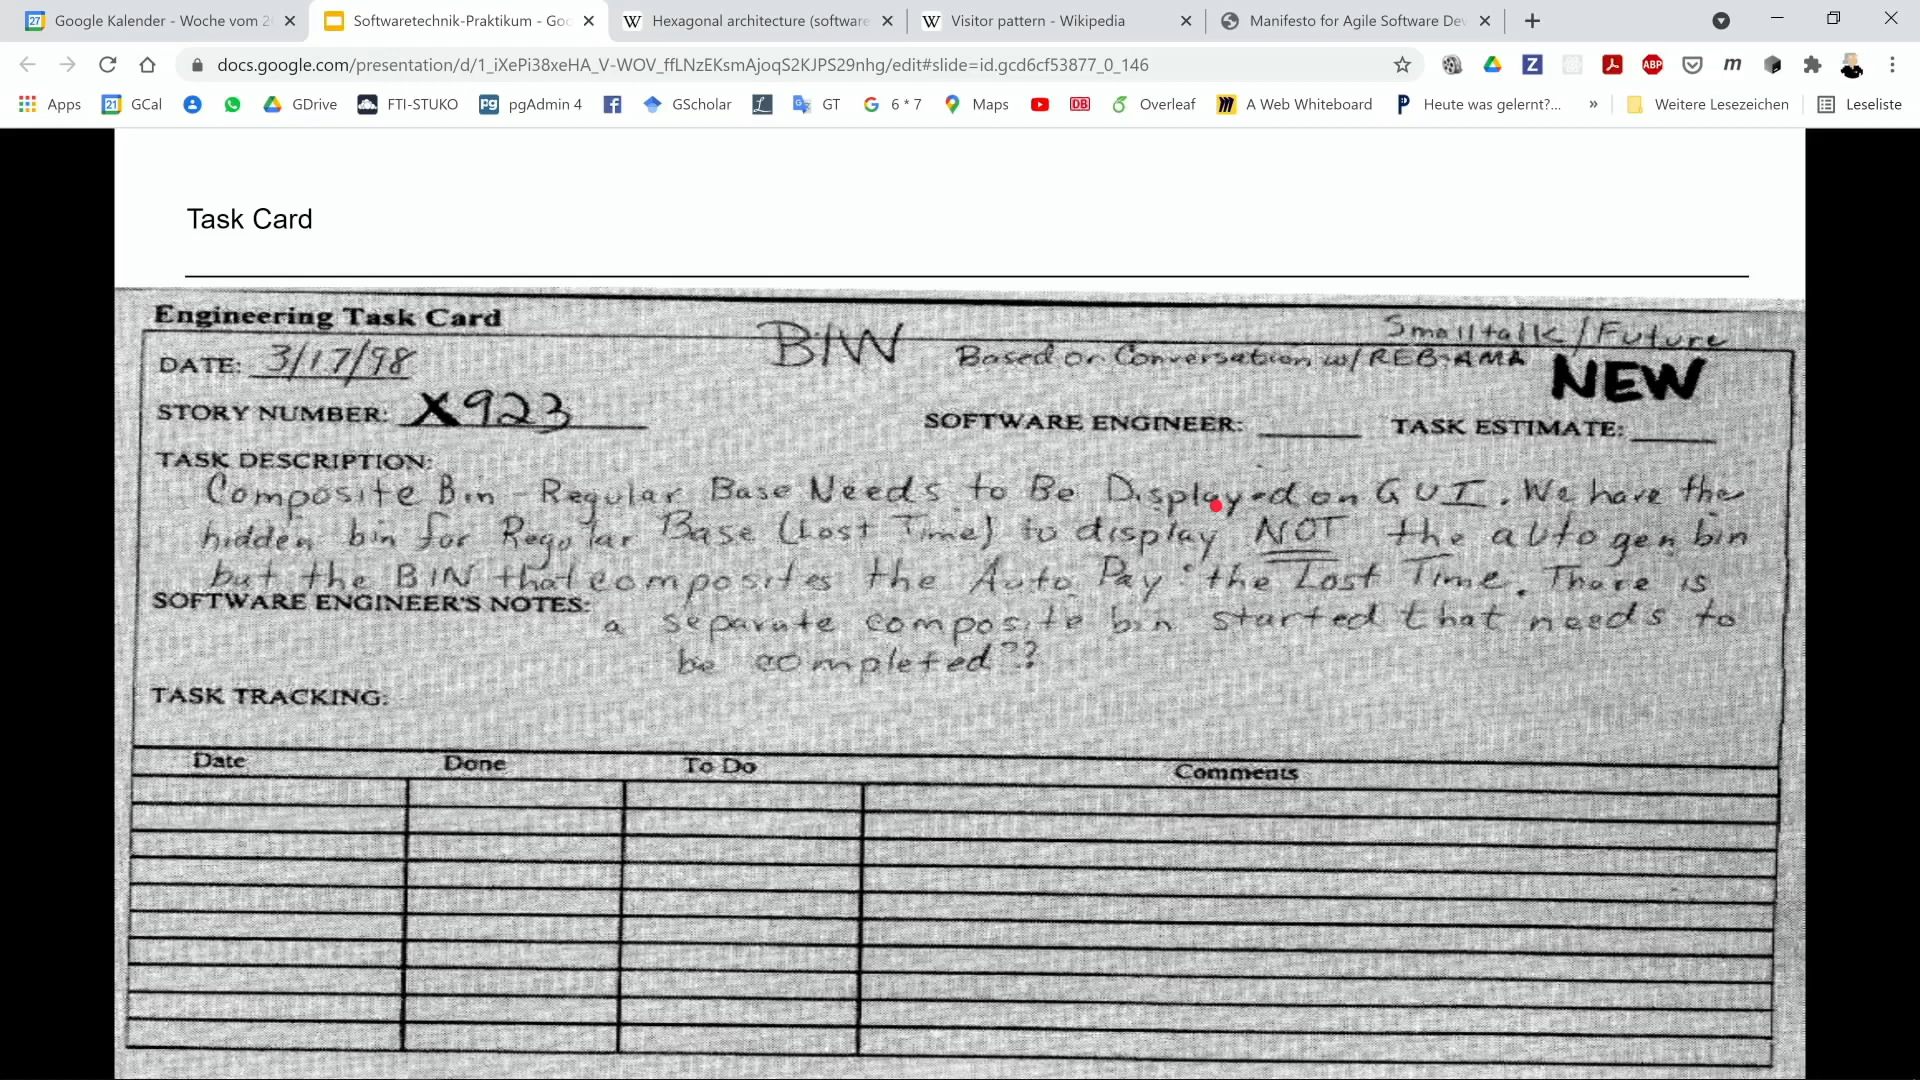 Google Kalender - Woche vom 2
Softwaretechnik-Praktikum - Goo
Hexagonal architecture (software
Visitor pattern - Wikipedia
Manifesto for Agile Software Dev
docs.google.com/presentation/d/1_iXePi38xeHA_V-WOV_ffLNzEKsmAjoqS2KJPS29nhg/edit#slide=id.gcd6cf53877_0_146
Apps GCal GDrive FTI-STUKO pgAdmin 4 GScholar GT 6 * 7 Maps Overleaf A Web Whiteboard Heute was gelernt?... » Weitere Lesezeichen Leseliste
Task Card
Engineering Task Card
BIW
Smalltalk/Future
DATE: 3/17/98
Based on Conversation w/ REB AMA
NEW
STORY NUMBER: X923
SOFTWARE ENGINEER:
TASK ESTIMATE:
TASK DESCRIPTION:
Composite Bin - Regular Base Needs to Be Displayed on GUI. We have the
hidden bin for Regular Base (Lost Time) to display NOT the auto gen bin
but the BIN that composites the Auto Pay the Lost Time. There is
SOFTWARE ENGINEER'S NOTES:
a separate composite bin started that needs to
be completed??
TASK TRACKING:
Date Done To Do Comments